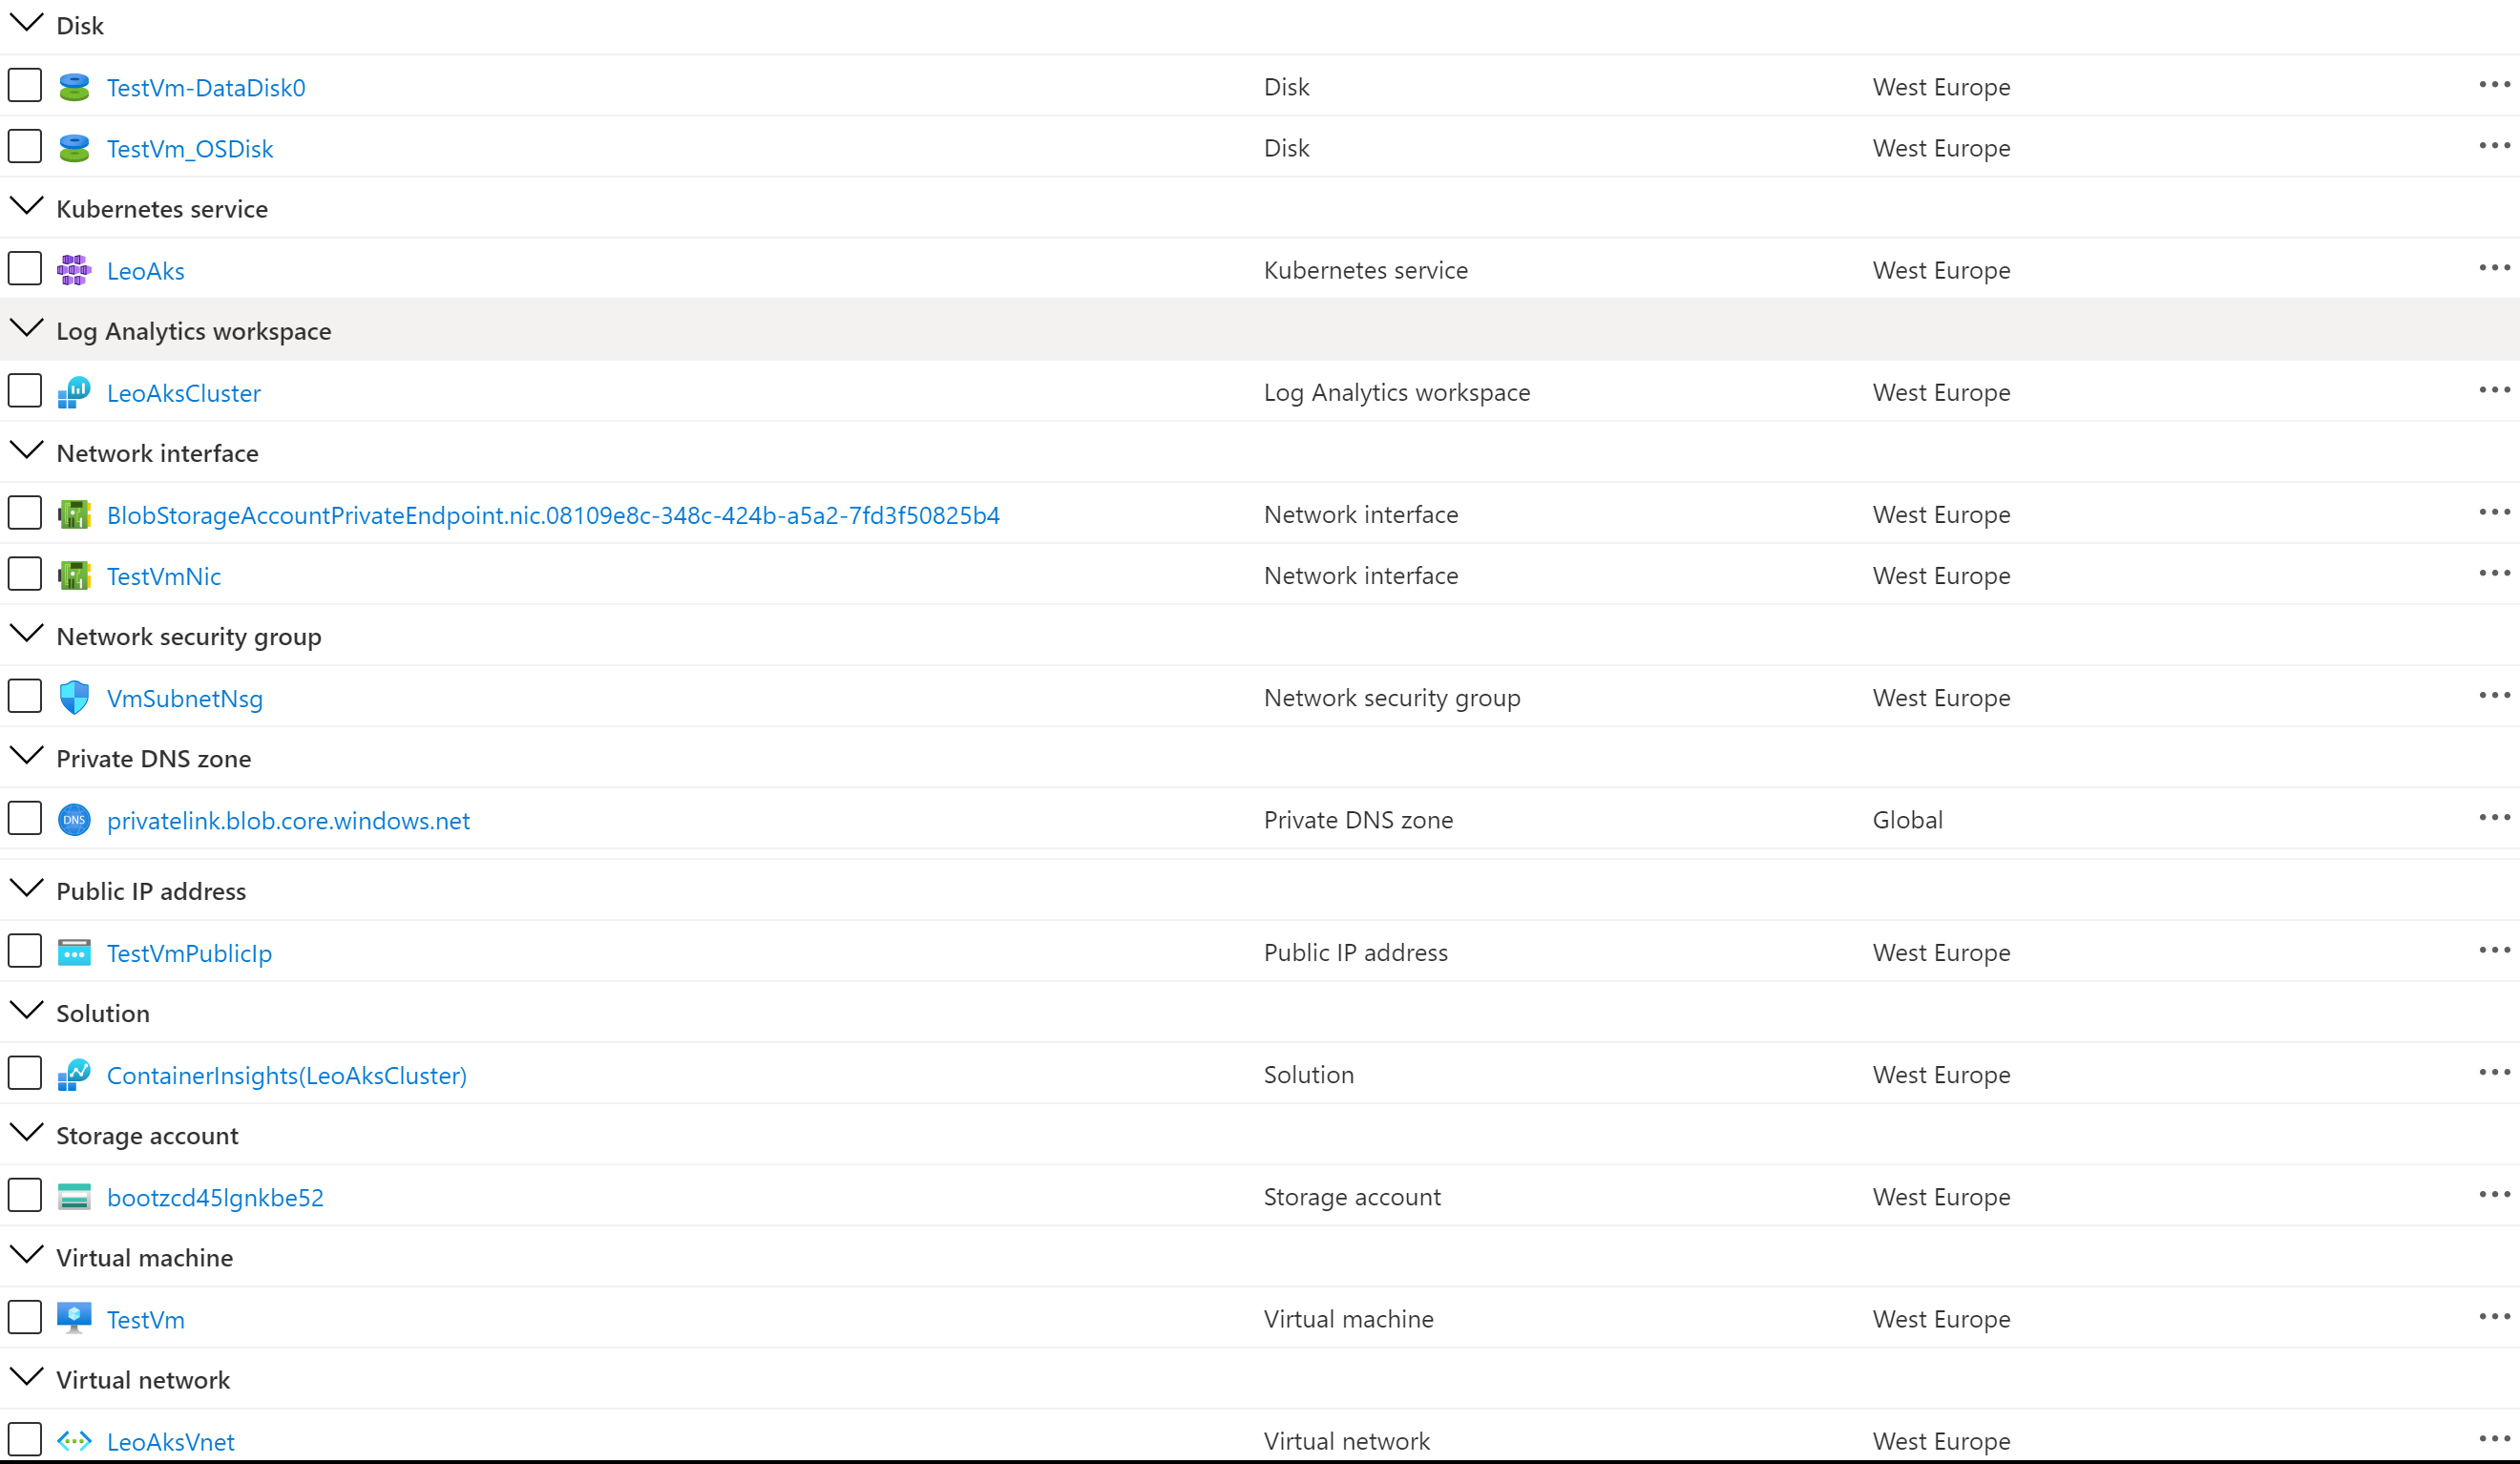 Disk
TestVm-DataDisk0 Disk West Europe
TestVm_OSDisk Disk West Europe
Kubernetes service
LeoAks Kubernetes service West Europe
Log Analytics workspace
LeoAksCluster Log Analytics workspace West Europe
Network interface
BlobStorageAccountPrivateEndpoint.nic.08109e8c-348c-424b-a5a2-7fd3f50825b4 Network interface West Europe
TestVmNic Network interface West Europe
Network security group
VmSubnetNsg Network security group West Europe
Private DNS zone
DNS privatelink.blob.core.windows.net Private DNS zone Global
Public IP address
TestVmPublicIp Public IP address West Europe
Solution
ContainerInsights(LeoAksCluster) Solution West Europe
Storage account
bootzcd45lgnkbe52 Storage account West Europe
Virtual machine
TestVm Virtual machine West Europe
Virtual network
LeoAksVnet Virtual network West Europe